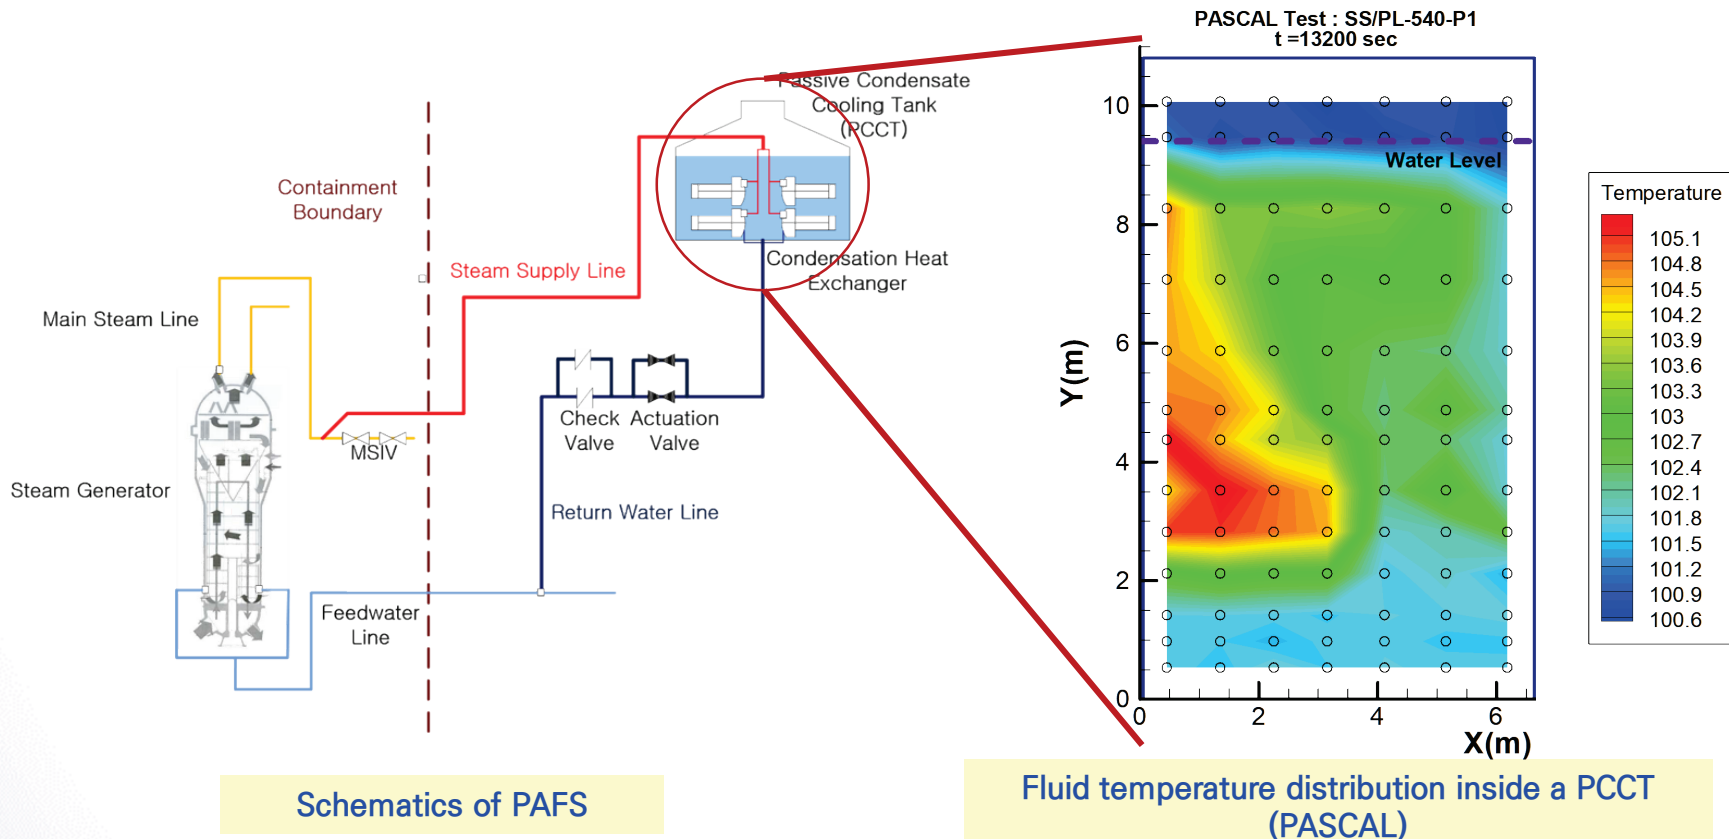 Passive Condensate
Cooling Tank
(PCCT)
Containment
Boundary
Steam Supply Line
Condensation Heat
Exchanger
Main Steam Line
Check
Valve
Actuation
Valve
MSIV
Steam Generator
Return Water Line
Feedwater
Line
Schematics of PAFS
PASCAL Test : SS/PL-540-P1
t =13200 sec
10
8
6
4
2
0
Y(m)
Water Level
0
2
4
6
X(m)
Temperature
105.1
104.8
104.5
104.2
103.9
103.6
103.3
103
102.7
102.4
102.1
101.8
101.5
101.2
100.9
100.6
Fluid temperature distribution inside a PCCT
(PASCAL)